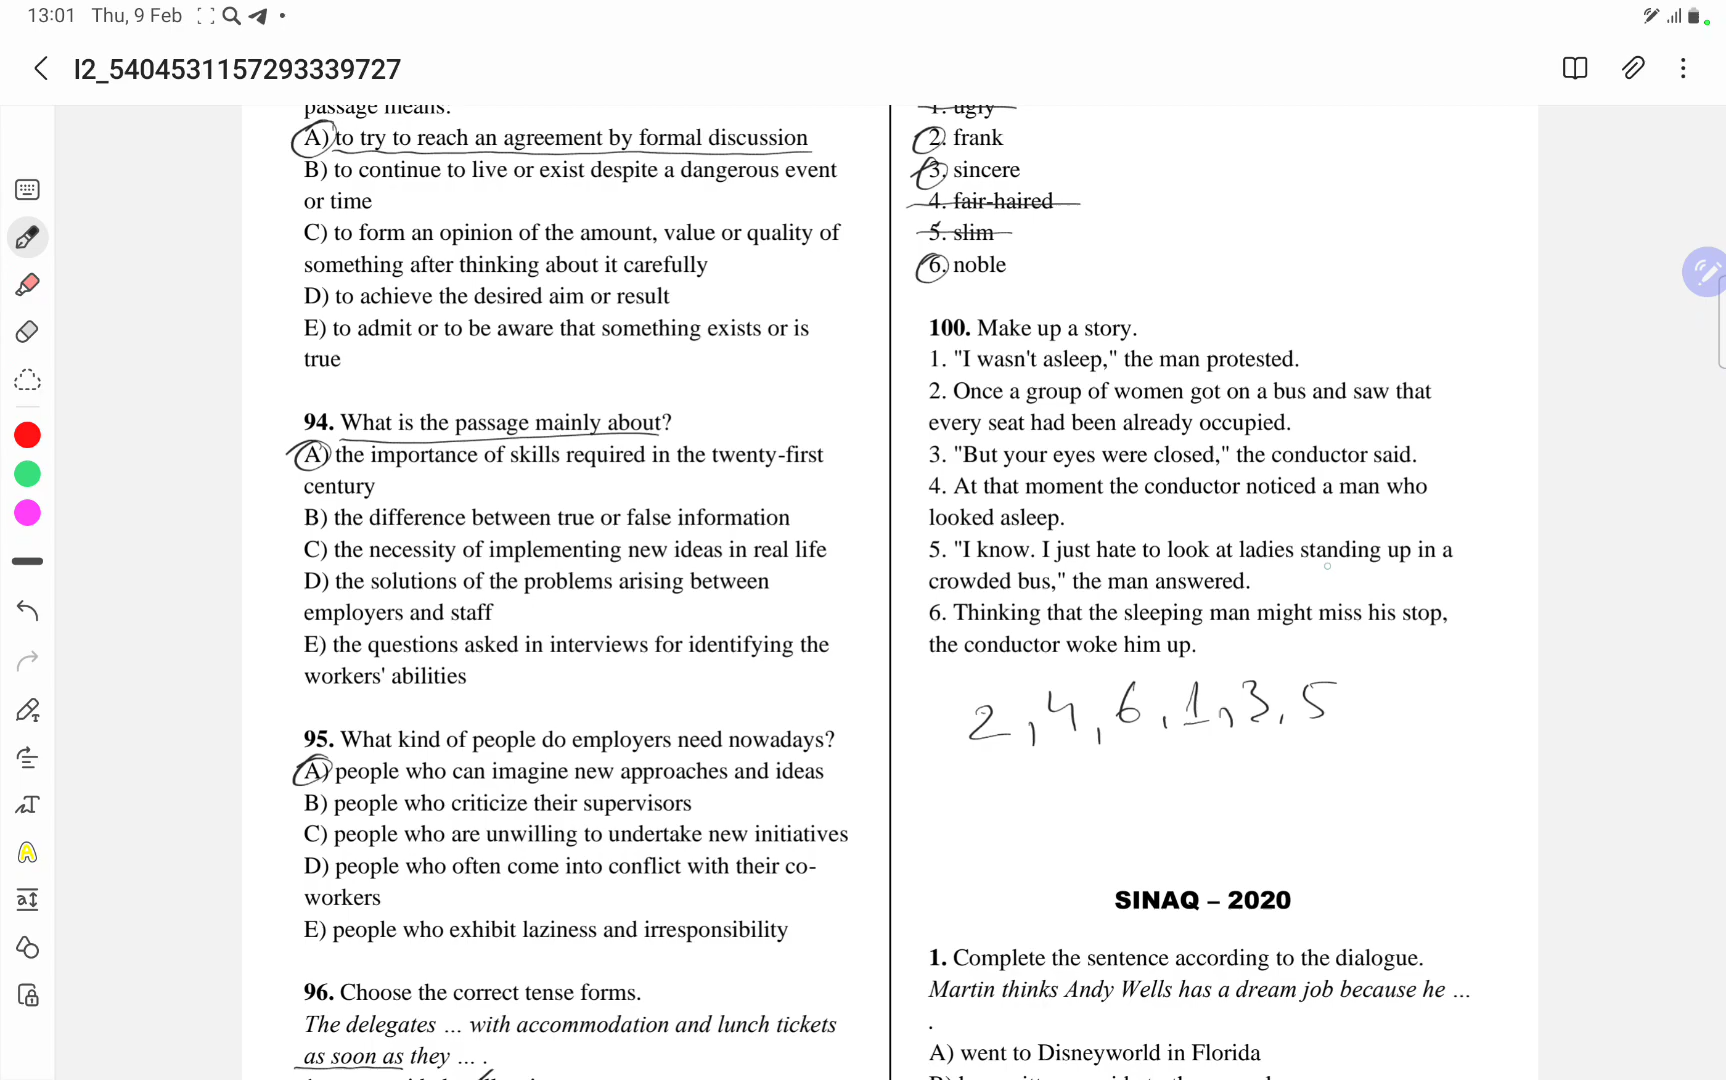 13:01 Thu, 9 Feb
I2_5404531157293339727
passage means:
A) to try to reach an agreement by formal discussion
B) to continue to live or exist despite a dangerous event
or time
C) to form an opinion of the amount, value or quality of
something after thinking about it carefully
D) to achieve the desired aim or result
E) to admit or to be aware that something exists or is
true
94. What is the passage mainly about?
A) the importance of skills required in the twenty-first
century
B) the difference between true or false information
C) the necessity of implementing new ideas in real life
D) the solutions of the problems arising between
employers and staff
E) the questions asked in interviews for identifying the
workers' abilities
95. What kind of people do employers need nowadays?
A) people who can imagine new approaches and ideas
B) people who criticize their supervisors
C) people who are unwilling to undertake new initiatives
D) people who often come into conflict with their co-
workers
E) people who exhibit laziness and irresponsibility
96. Choose the correct tense forms.
The delegates ... with accommodation and lunch tickets
as soon as they ... .
1. ugly
2. frank
3. sincere
4. fair-haired
5. slim
6. noble
100. Make up a story.
1. "I wasn't asleep," the man protested.
2. Once a group of women got on a bus and saw that
every seat had been already occupied.
3. "But your eyes were closed," the conductor said.
4. At that moment the conductor noticed a man who
looked asleep.
5. "I know. I just hate to look at ladies standing up in a
crowded bus," the man answered.
6. Thinking that the sleeping man might miss his stop,
the conductor woke him up.
2, 4, 6, 1, 3, 5
SINAQ – 2020
1. Complete the sentence according to the dialogue.
Martin thinks Andy Wells has a dream job because he ...
.
A) went to Disneyworld in Florida